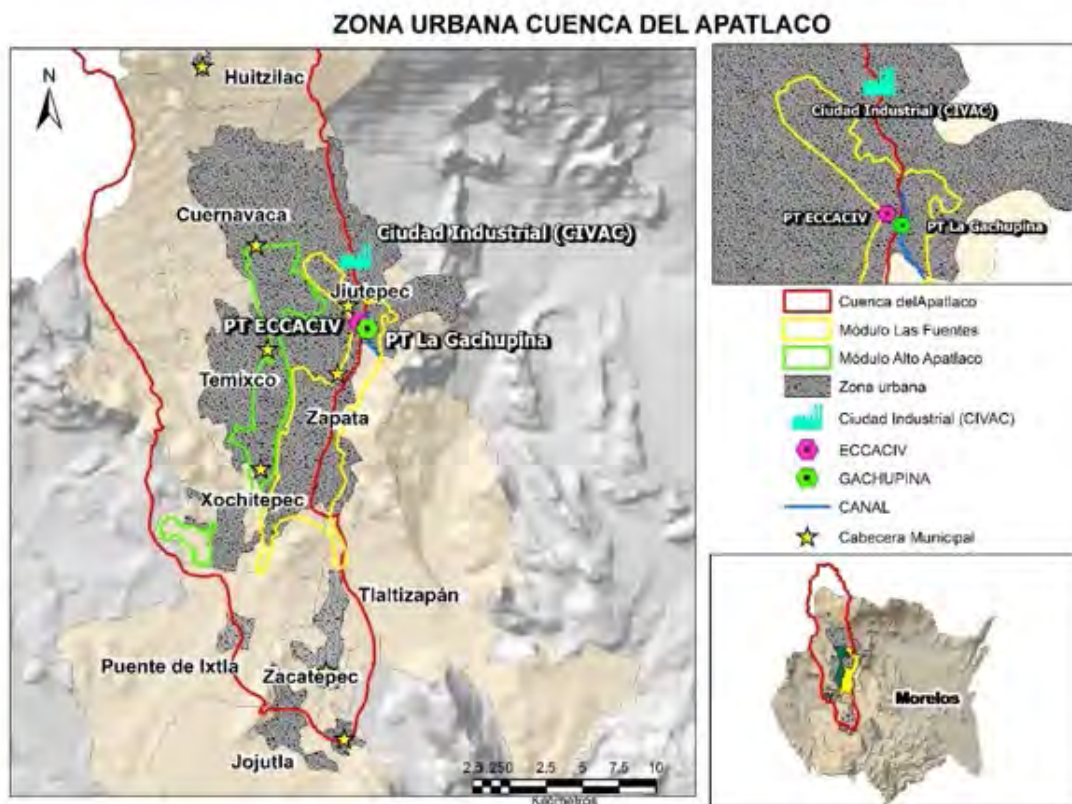 ZONA URBANA CUENCA DEL APATLACO
N
Huitzilac
Cuernavaca
Ciudad Industrial (CIVAC)
Jiutepec
PT ECCACIV
PT La Gachupina
Temixco
Zapata
Xochitepec
Tlaltizapán
Puente de Ixtla
Zacatepec
Jojutla
2.5 1.25 0 2.5 5 7.5 10
Kilómetros
Ciudad Industrial (CIVAC)
PT ECCACIV
PT La Gachupina
Cuenca delApatlaco
Módulo Las Fuentes
Módulo Alto Apatlaco
Zona urbana
Ciudad Industrial (CIVAC)
ECCACIV
GACHUPINA
CANAL
Cabecera Municipal
Morelos